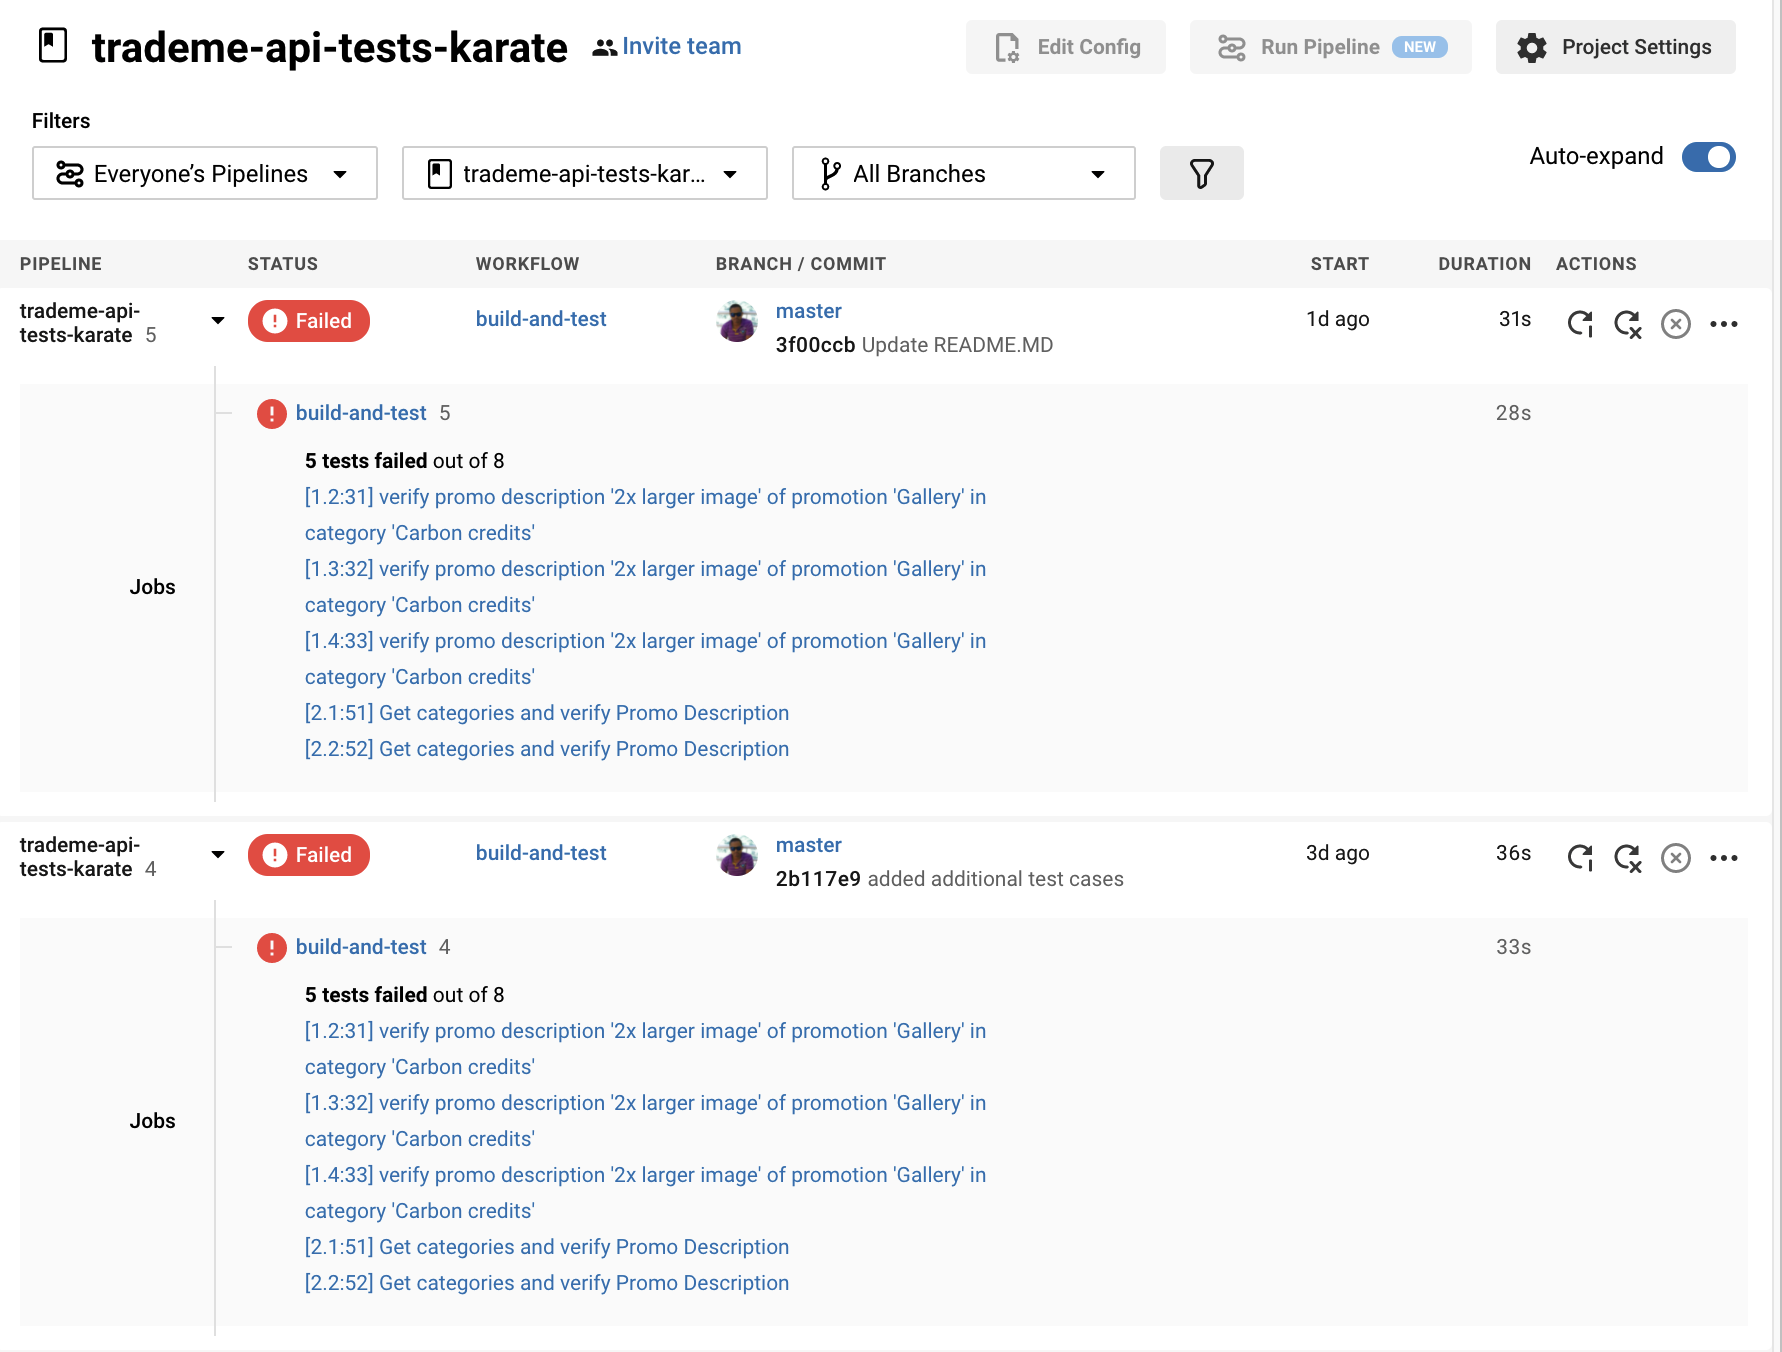 trademe-api-tests-karate Invite team Edit Config Run Pipeline NEW Project Settings
Filters
Everyone’s Pipelines trademe-api-tests-kar... All Branches Auto-expand
PIPELINE STATUS WORKFLOW BRANCH / COMMIT START DURATION ACTIONS
trademe-api-
tests-karate 5
Failed
build-and-test
master
3f00ccb Update README.MD
1d ago
31s
Jobs
build-and-test 5
28s
5 tests failed out of 8
[1.2:31] verify promo description '2x larger image' of promotion 'Gallery' in
category 'Carbon credits'
[1.3:32] verify promo description '2x larger image' of promotion 'Gallery' in
category 'Carbon credits'
[1.4:33] verify promo description '2x larger image' of promotion 'Gallery' in
category 'Carbon credits'
[2.1:51] Get categories and verify Promo Description
[2.2:52] Get categories and verify Promo Description
trademe-api-
tests-karate 4
Failed
build-and-test
master
2b117e9 added additional test cases
3d ago
36s
Jobs
build-and-test 4
33s
5 tests failed out of 8
[1.2:31] verify promo description '2x larger image' of promotion 'Gallery' in
category 'Carbon credits'
[1.3:32] verify promo description '2x larger image' of promotion 'Gallery' in
category 'Carbon credits'
[1.4:33] verify promo description '2x larger image' of promotion 'Gallery' in
category 'Carbon credits'
[2.1:51] Get categories and verify Promo Description
[2.2:52] Get categories and verify Promo Description